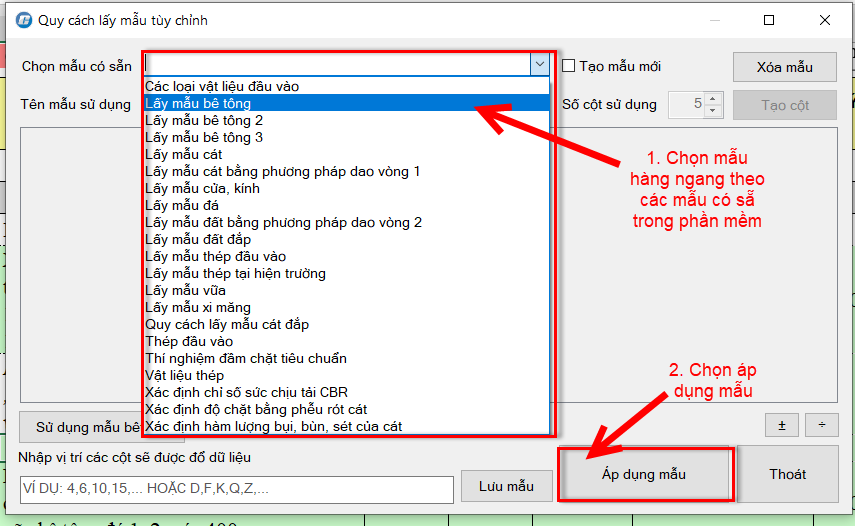 Quy cách lấy mẫu tùy chỉnh
Chọn mẫu có sẵn
Tạo mẫu mới
Xóa mẫu
Tên mẫu sử dụng
Số cột sử dụng
5
Tạo cột
Các loại vật liệu đầu vào
Lấy mẫu bê tông
Lấy mẫu bê tông 2
Lấy mẫu bê tông 3
Lấy mẫu cát
Lấy mẫu cát bằng phương pháp dao vòng 1
Lấy mẫu cửa, kính
Lấy mẫu đá
Lấy mẫu đất bằng phương pháp dao vòng 2
Lấy mẫu đất đắp
Lấy mẫu thép đầu vào
Lấy mẫu thép tại hiện trường
Lấy mẫu vữa
Lấy mẫu xi măng
Quy cách lấy mẫu cát đắp
Thép đầu vào
Thí nghiệm đầm chặt tiêu chuẩn
Vật liệu thép
Xác định chỉ số sức chịu tải CBR
Xác định độ chặt bằng phễu rót cát
Xác định hàm lượng bụi, bùn, sét của cát
1. Chọn mẫu
hàng ngang theo
các mẫu có sẵ
trong phần mềm
2. Chọn áp
dụng mẫu
Sử dụng mẫu bê
±
÷
Nhập vị trí các cột sẽ được đổ dữ liệu
VÍ DỤ: 4,6,10,15,... HOẶC D,F,K,Q,Z,...
Lưu mẫu
Áp dụng mẫu
Thoát